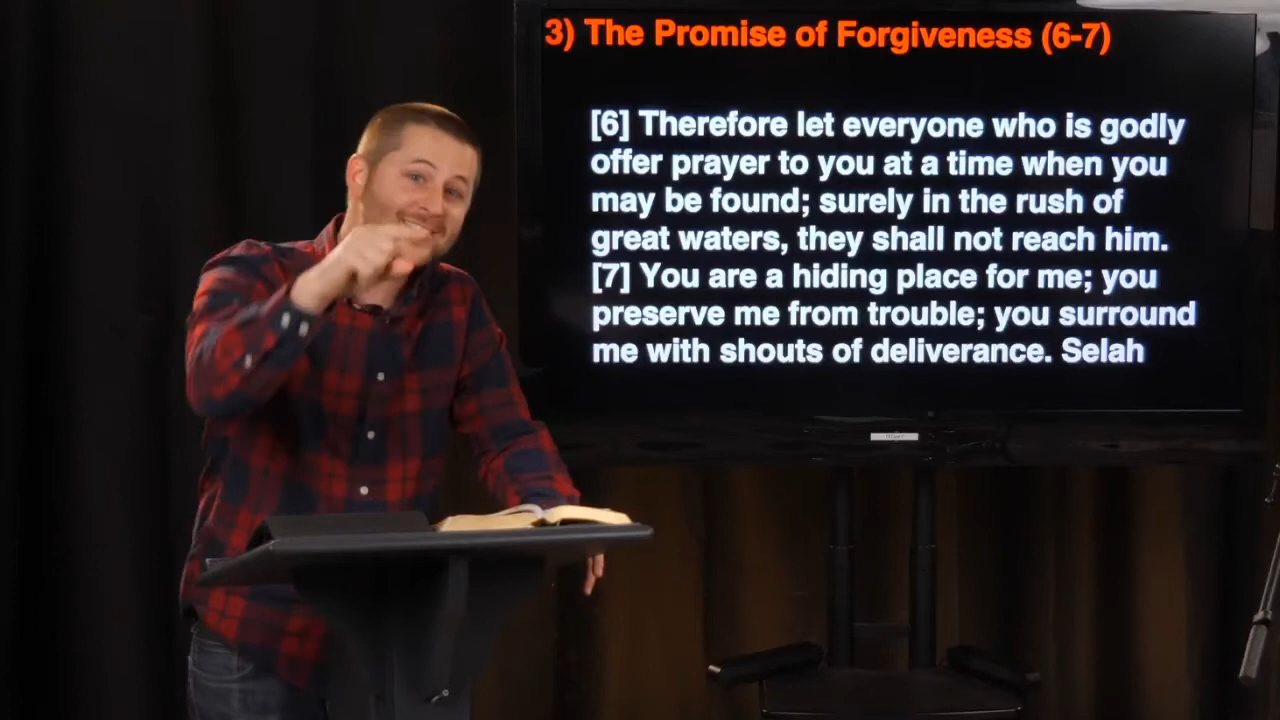 3) The Promise of Forgiveness (6-7)
[6] Therefore let everyone who is godly
offer prayer to you at a time when you
may be found; surely in the rush of
great waters, they shall not reach him.
[7] You are a hiding place for me; you
preserve me from trouble; you surround
me with shouts of deliverance. Selah